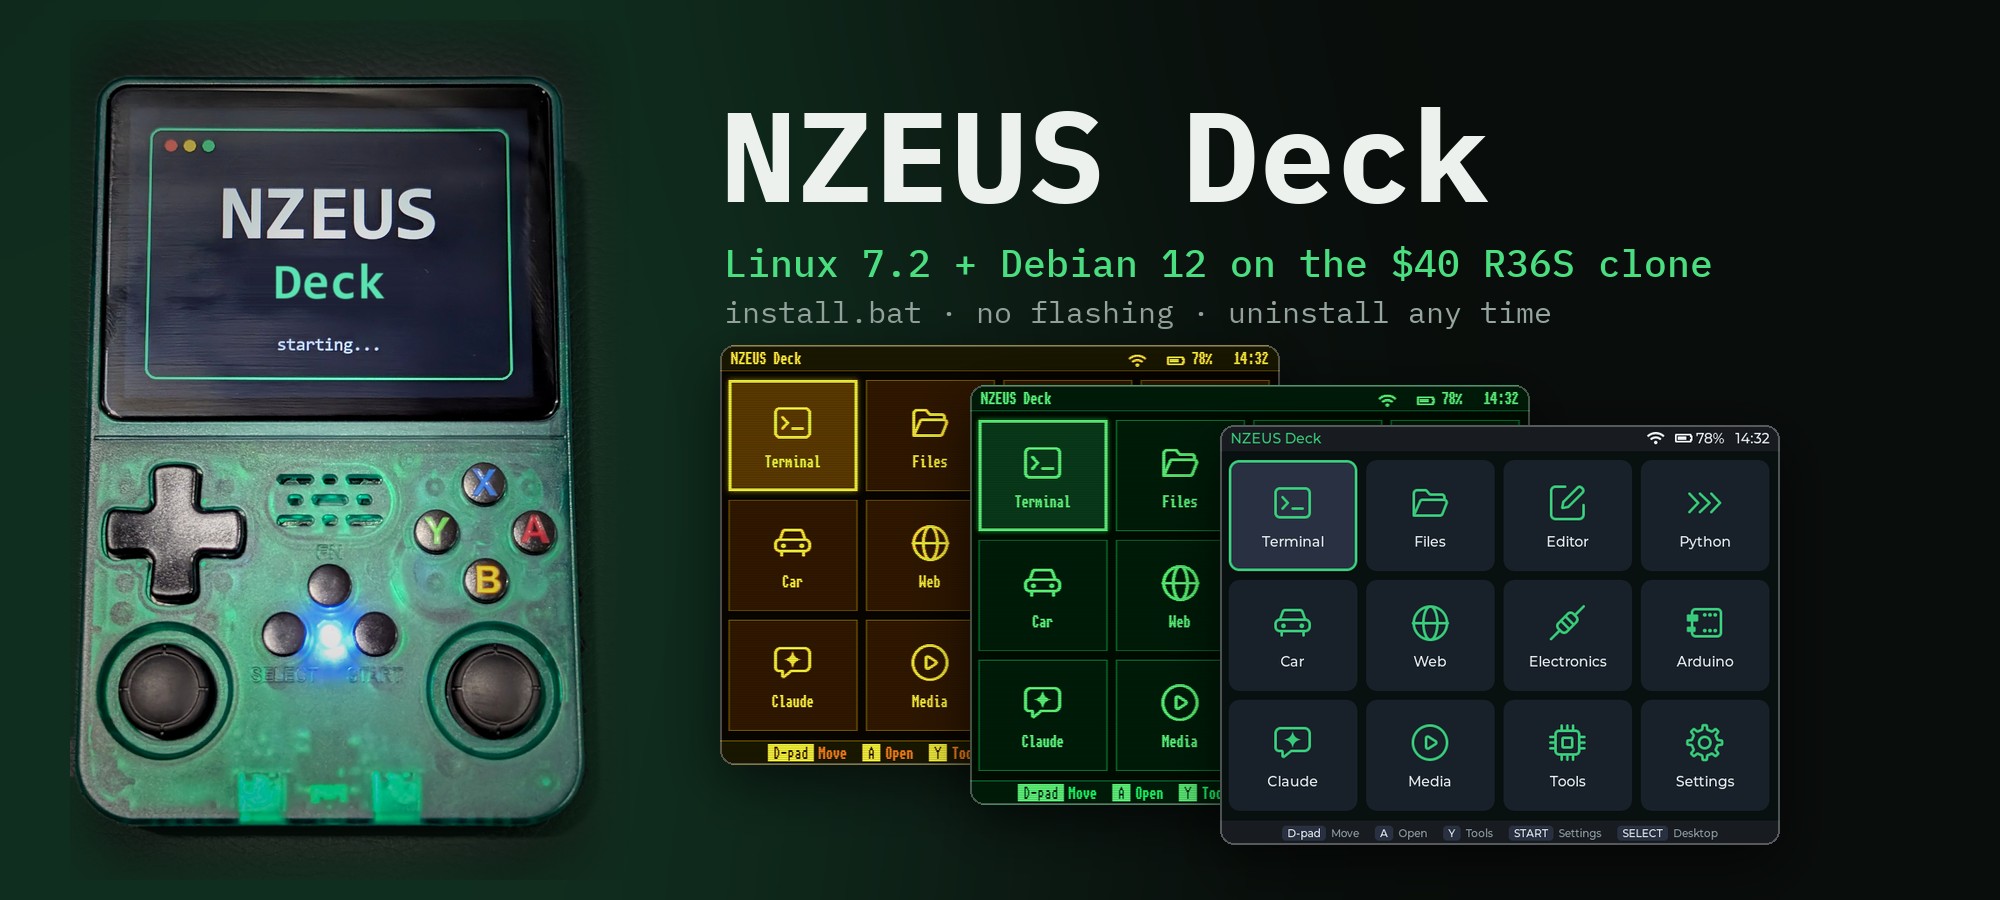 NZEUS
Deck
starting...
X
Y
A
B
SELECT
START
NZEUS Deck
Linux 7.2 + Debian 12 on the $40 R36S clone
install.bat · no flashing · uninstall any time
NZEUS Deck 78% 14:32
Terminal Files
Car Web
Claude Media
D-pad Move A Open Y
NZEUS Deck 78% 14:32
Terminal Files
Car Web
Claude Media
D-pad Move A Open Y
NZEUS Deck 78% 14:32
Terminal Files Editor Python
Car Web Electronics Arduino
Claude Media Tools Settings
D-pad Move A Open Y Tools START Settings SELECT Desktop